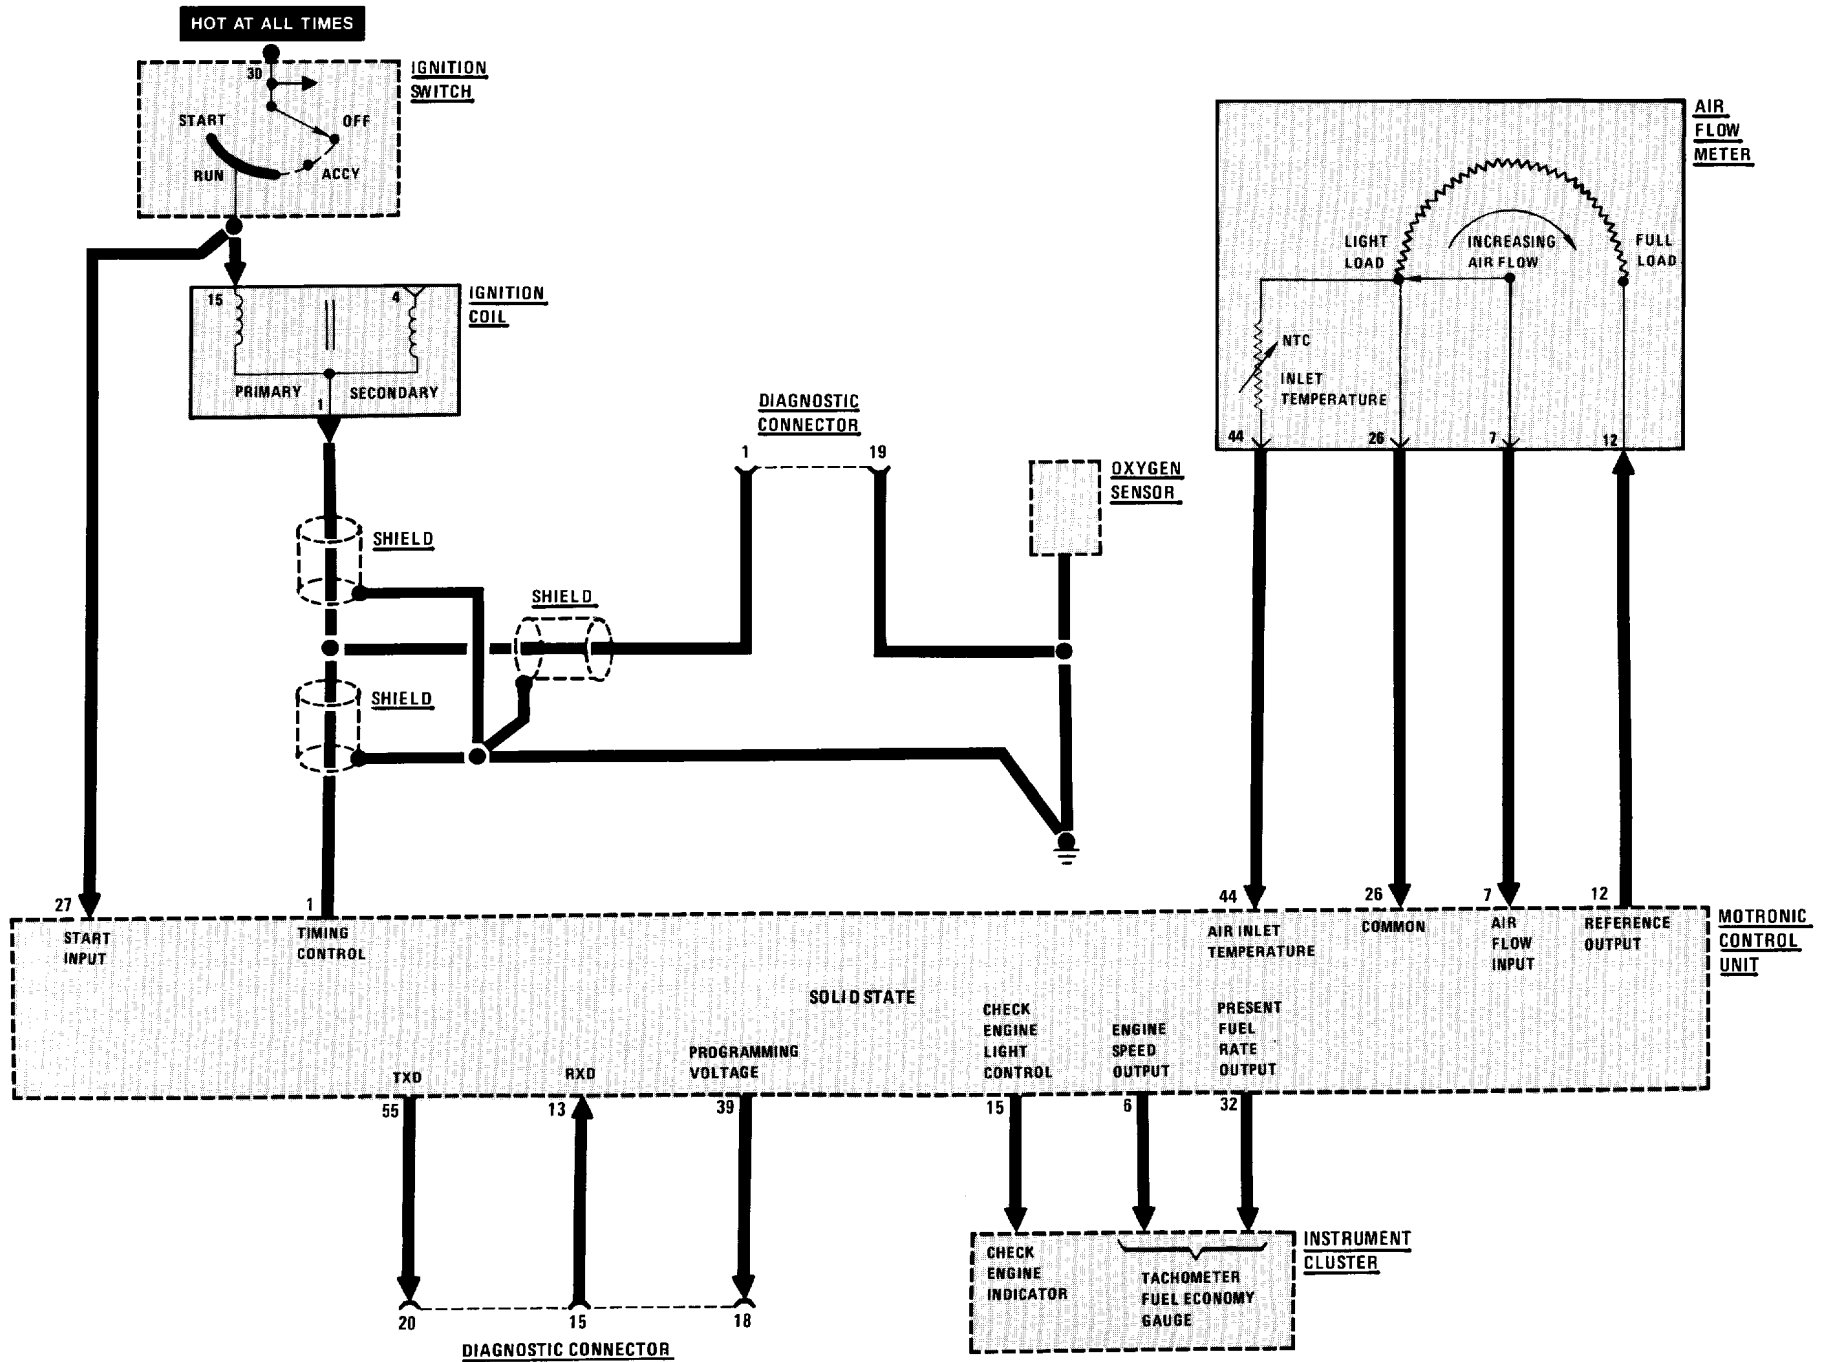 HOT AT ALL TIMES
30
IGNITION
SWITCH
START
OFF
RUN
ACCY
15
4
IGNITION
COIL
PRIMARY
SECONDARY
1
AIR
FLOW
METER
LIGHT
LOAD
INCREASING
AIR FLOW
FULL
LOAD
NTC
INLET
TEMPERATURE
44
26
7
12
DIAGNOSTIC
CONNECTOR
1
19
OXYGEN
SENSOR
SHIELD
SHIELD
SHIELD
27
1
44
26
7
12
START
INPUT
TIMING
CONTROL
AIR INLET
TEMPERATURE
COMMON
AIR
FLOW
INPUT
REFERENCE
OUTPUT
MOTRONIC
CONTROL
UNIT
SOLID STATE
TXD
RXD
PROGRAMMING
VOLTAGE
CHECK
ENGINE
LIGHT
CONTROL
ENGINE
SPEED
OUTPUT
PRESENT
FUEL
RATE
OUTPUT
55
13
39
15
6
32
20
15
18
DIAGNOSTIC CONNECTOR
CHECK
ENGINE
INDICATOR
TACHOMETER
FUEL ECONOMY
GAUGE
INSTRUMENT
CLUSTER